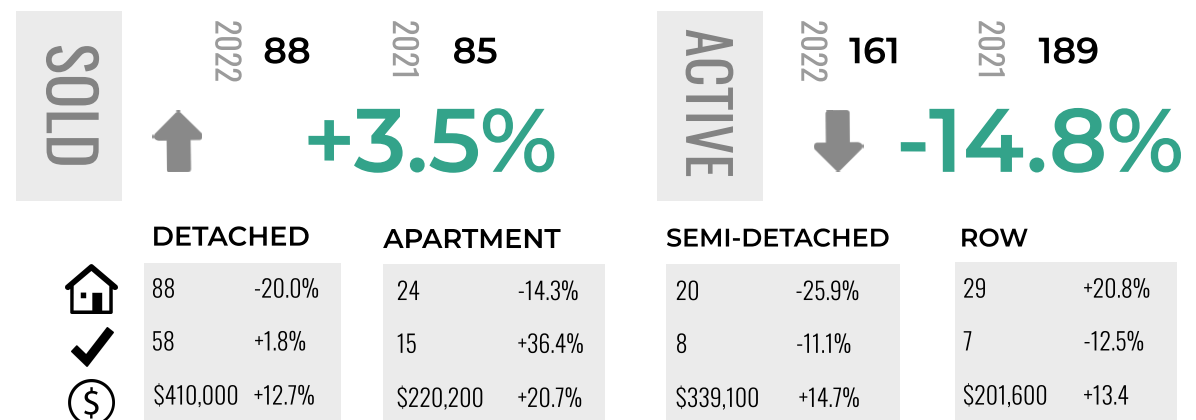 SOLD
2022 88 2021 85
+3.5%
ACTIVE
2022 161 2021 189
-14.8%
DETACHED APARTMENT SEMI-DETACHED ROW
88 -20.0% 24 -14.3% 20 -25.9% 29 +20.8%
58 +1.8% 15 +36.4% 8 -11.1% 7 -12.5%
$ $410,000 +12.7% $220,200 +20.7% $339,100 +14.7% $201,600 +13.4